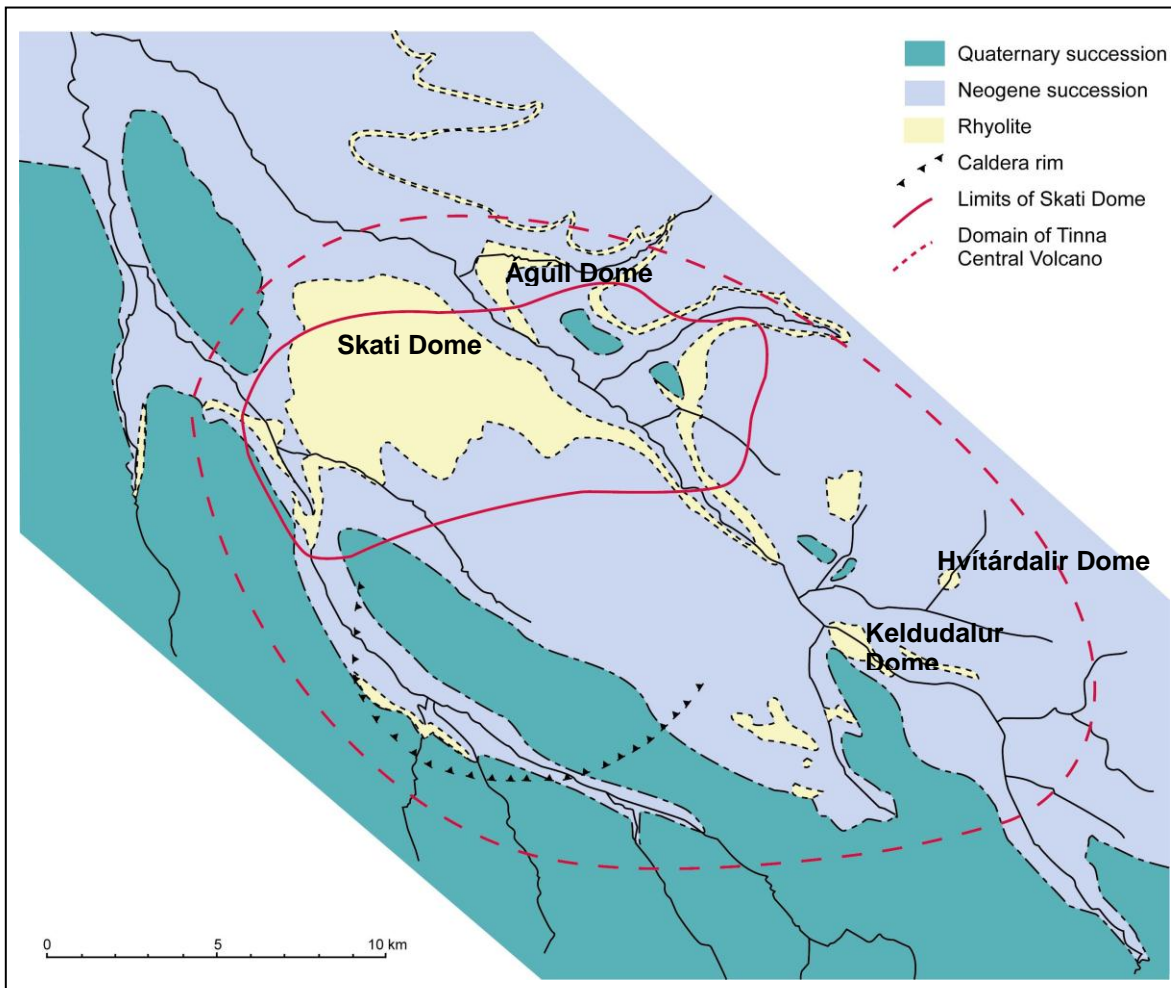 Quaternary succession
Neogene succession
Rhyolite
Caldera rim
Limits of Skati Dome
Domain of Tinna
Central Volcano
Ágúll Dome
Skati Dome
Hvítárdalir Dome
Keldudalur
Dome
0 5 10 km